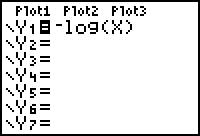 Plot1 Plot2 Plot3
\Y1=-log(X)
\Y2=
\Y3=
\Y4=
\Y5=
\Y6=
\Y7=